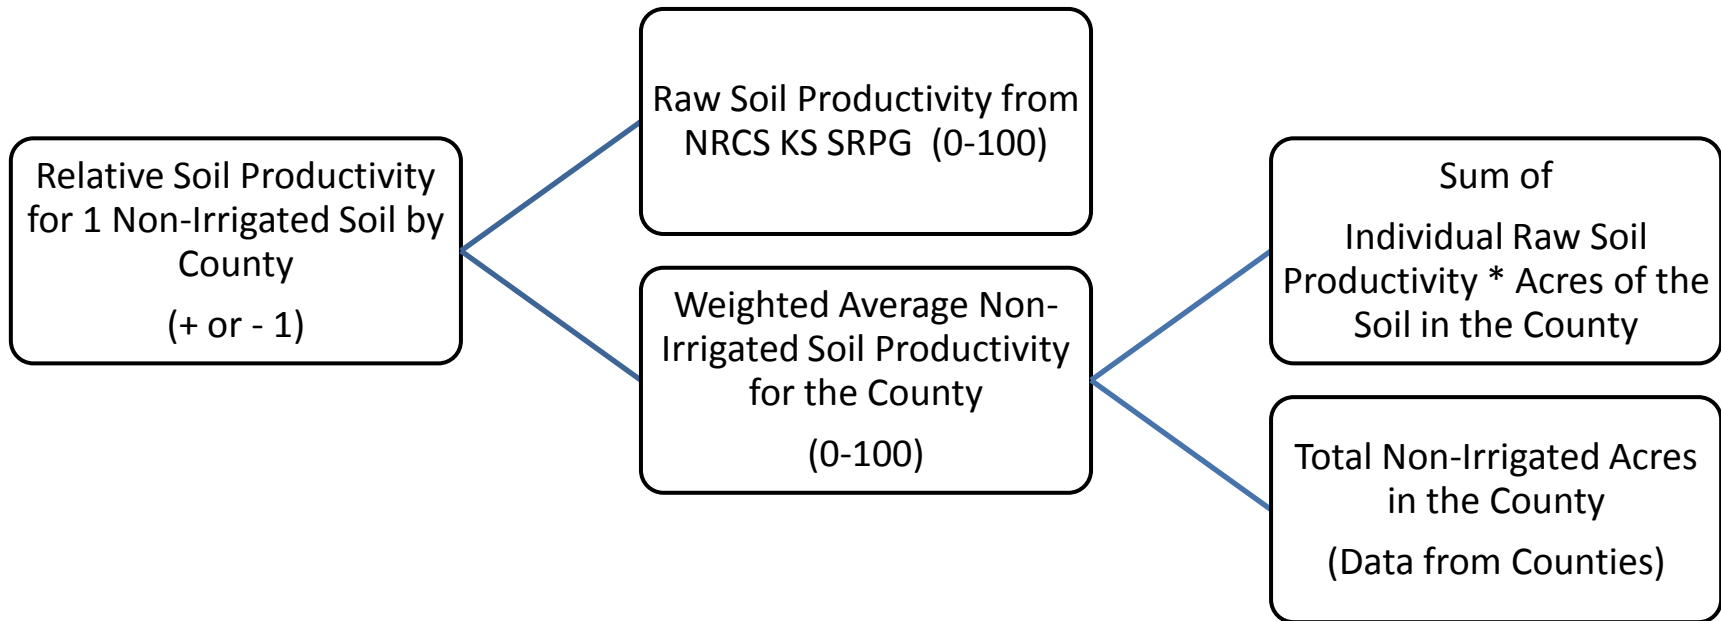 Relative Soil Productivity
for 1 Non-Irrigated Soil by
County
(+ or - 1)
Raw Soil Productivity from
NRCS KS SRPG (0-100)
Weighted Average Non-
Irrigated Soil Productivity
for the County
(0-100)
Sum of
Individual Raw Soil
Productivity * Acres of the
Soil in the County
Total Non-Irrigated Acres
in the County
(Data from Counties)